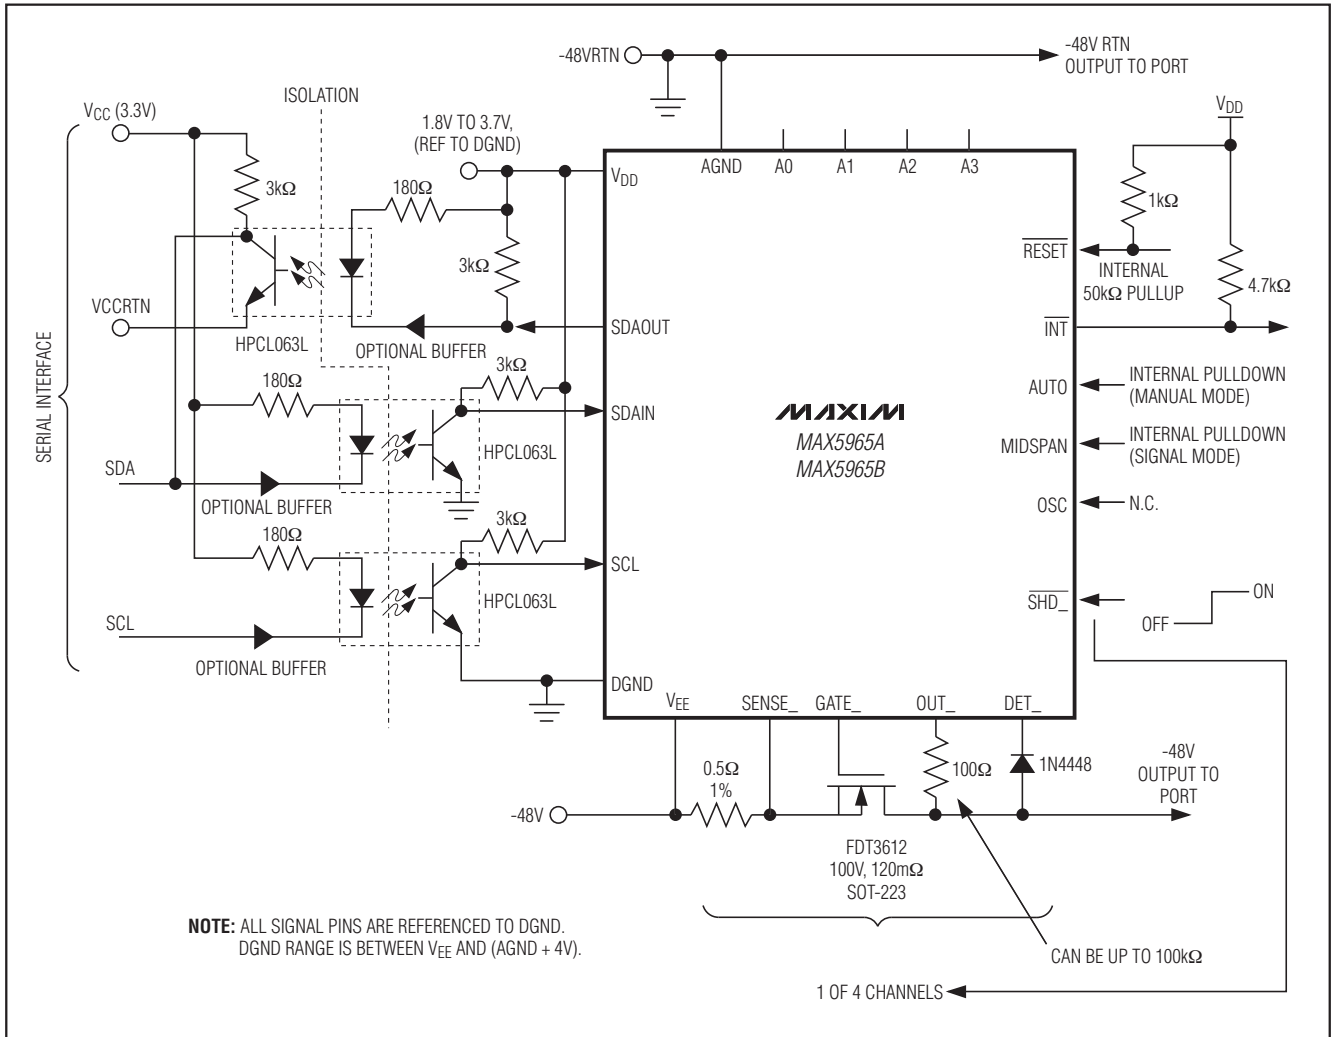 -48VRTN
-48V RTN
OUTPUT TO PORT
ISOLATION
VCC (3.3V)
1.8V TO 3.7V,
(REF TO DGND)
VDD
3kΩ
180Ω
VDD
AGND
A0
A1
A2
A3
1kΩ
3kΩ
RESET
INTERNAL
50kΩ PULLUP
4.7kΩ
VCCRTN
HPCL063L
OPTIONAL BUFFER
SDAOUT
INT
SERIAL INTERFACE
180Ω
3kΩ
SDAIN
HPCL063L
MAXIM
MAX5965A
MAX5965B
AUTO
INTERNAL PULLDOWN
(MANUAL MODE)
MIDSPAN
INTERNAL PULLDOWN
(SIGNAL MODE)
SDA
OPTIONAL BUFFER
OSC
N.C.
180Ω
3kΩ
SCL
HPCL063L
SHD_
ON
OFF
SCL
OPTIONAL BUFFER
DGND
VEE
SENSE_
GATE_
OUT_
DET_
0.5Ω
1%
100Ω
1N4448
-48V
OUTPUT TO
PORT
-48V
FDT3612
100V, 120mΩ
SOT-223
NOTE: ALL SIGNAL PINS ARE REFERENCED TO DGND.
DGND RANGE IS BETWEEN VEE AND (AGND + 4V).
CAN BE UP TO 100kΩ
1 OF 4 CHANNELS